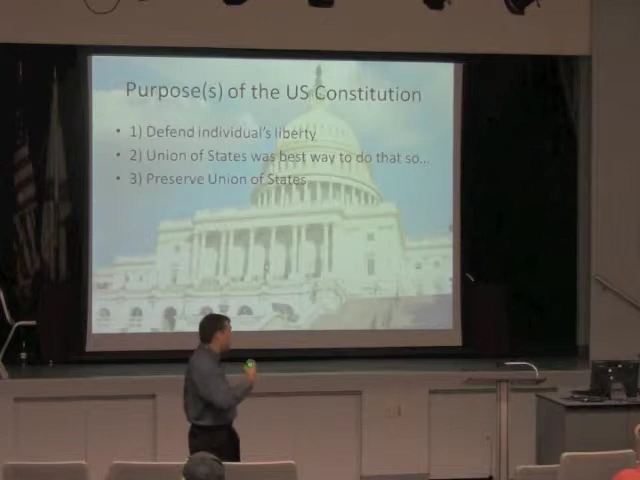 Purpose(s) of the US Constitution
• 1) Defend individual's liberty
• 2) Union of States was best way to do that so...
• 3) Preserve Union of States